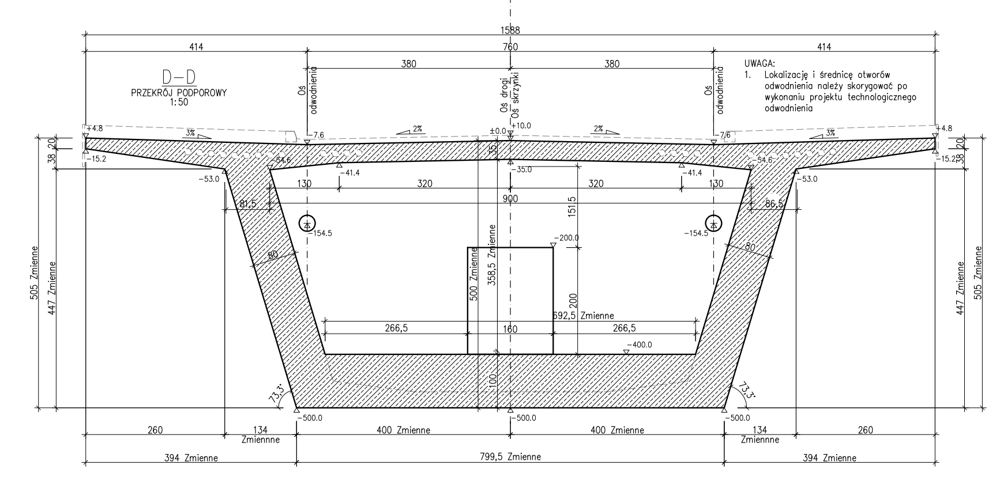 1588
414 760 414
380 380
D-D
PRZEKRÓJ PODPOROWY
1:50
Oś
odwodnienia
Oś drogi
Oś skrzynki
Oś
odwodnienia
UWAGA:
1. Lokalizację i średnicę otworów
odwodnienia należy skorygować po
wykonaniu projektu technologicznego
odwodnienia
+4.8 3% -7.6 2% ±0.0 +10.0 2% -7.6 3% +4.8
20 38 -15.2 -53.0 -54.6 -41.4 35 -35.0 -41.4 -54.6 -53.0 -15.2 20 38
130 320 320 130
81,5 900 86,5
151.5
-154.5 -154.5
-200.0
80 80
505 Zmienne
447 Zmienne
500 Zmienne
358,5 Zmienne
200
447 Zmienne
505 Zmienne
692,5 Zmienne
266,5 160 266,5
-400.0
100
73,3° 73,3°
-500.0 -500.0 -500.0
260 134 400 Zmienne 400 Zmienne 134 260
Zmiennne Zmiennne
394 Zmienne 799,5 Zmienne 394 Zmienne